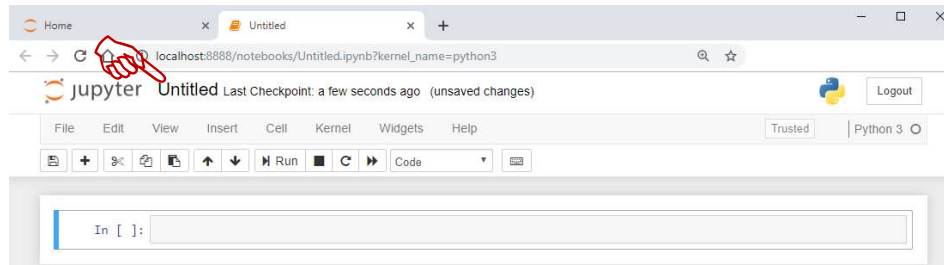 Home Untitled
localhost:8888/notebooks/Untitled.ipynb?kernel_name=python3
jupyter Untitled Last Checkpoint: a few seconds ago (unsaved changes) Logout
File Edit View Insert Cell Kernel Widgets Help Trusted Python 3
Run Code
In [ ]: